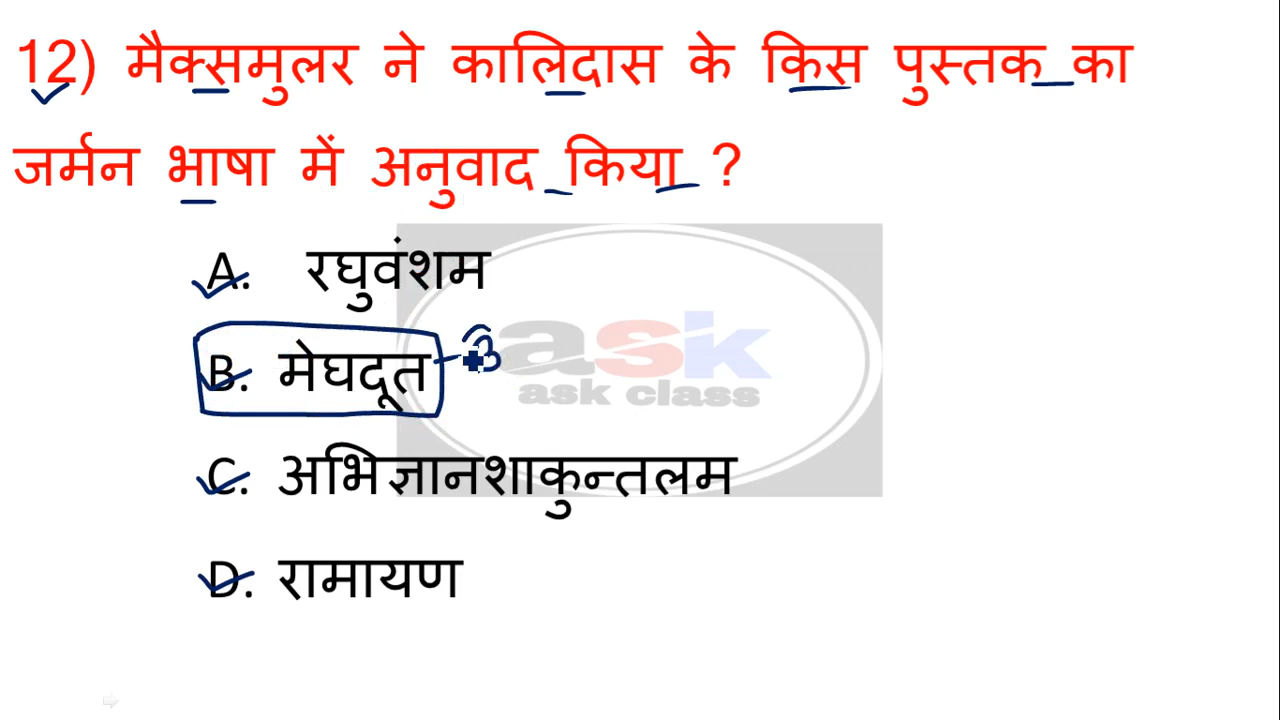 12) मैक्समुलर ने कालिदास के किस पुस्तक का
जर्मन भाषा में अनुवाद किया ?
A. रघुवंशम
B. मेघदूत
C. अभिज्ञानशाकुन्तलम
D. रामायण
ask
ask class